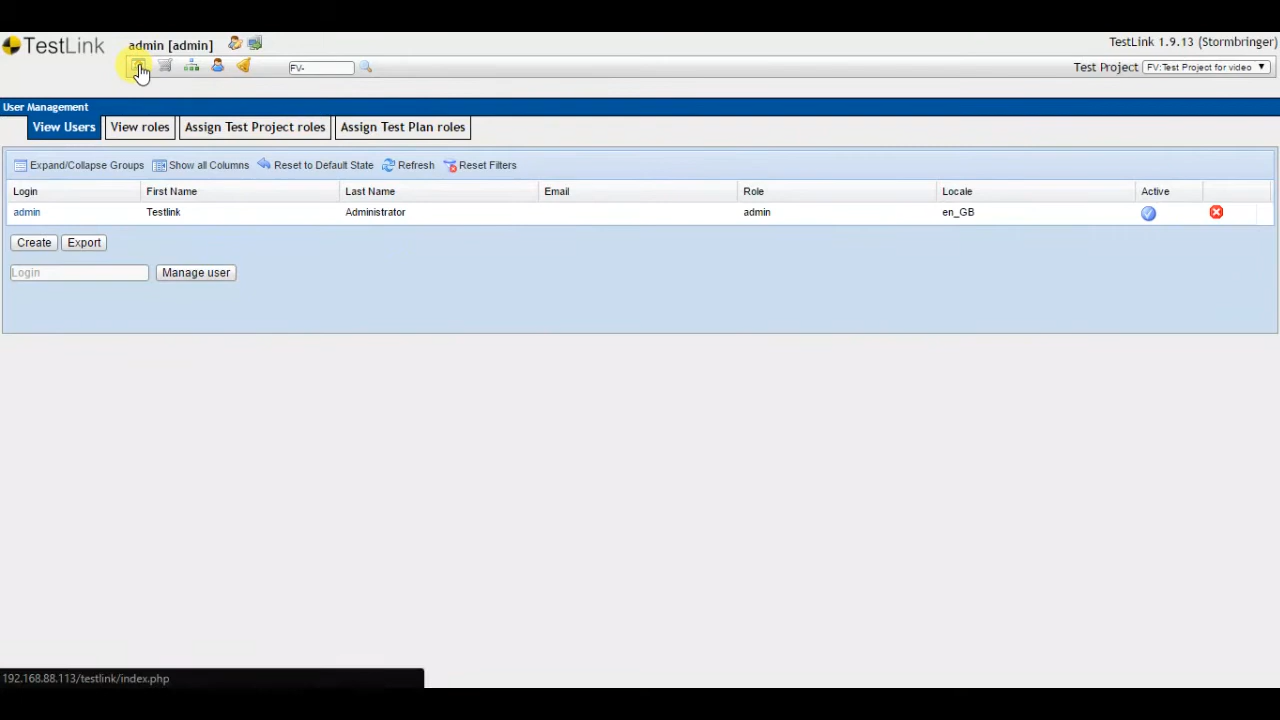 TestLink
admin [admin]
TestLink 1.9.13 (Stormbringer)
FV-
Test Project
FV:Test Project for video
User Management
View Users
View roles
Assign Test Project roles
Assign Test Plan roles
Expand/Collapse Groups
Show all Columns
Reset to Default State
Refresh
Reset Filters
Login First Name Last Name Email Role Locale Active
admin Testlink Administrator admin en_GB
Create
Export
Login
Manage user
192.168.88.113/testlink/index.php